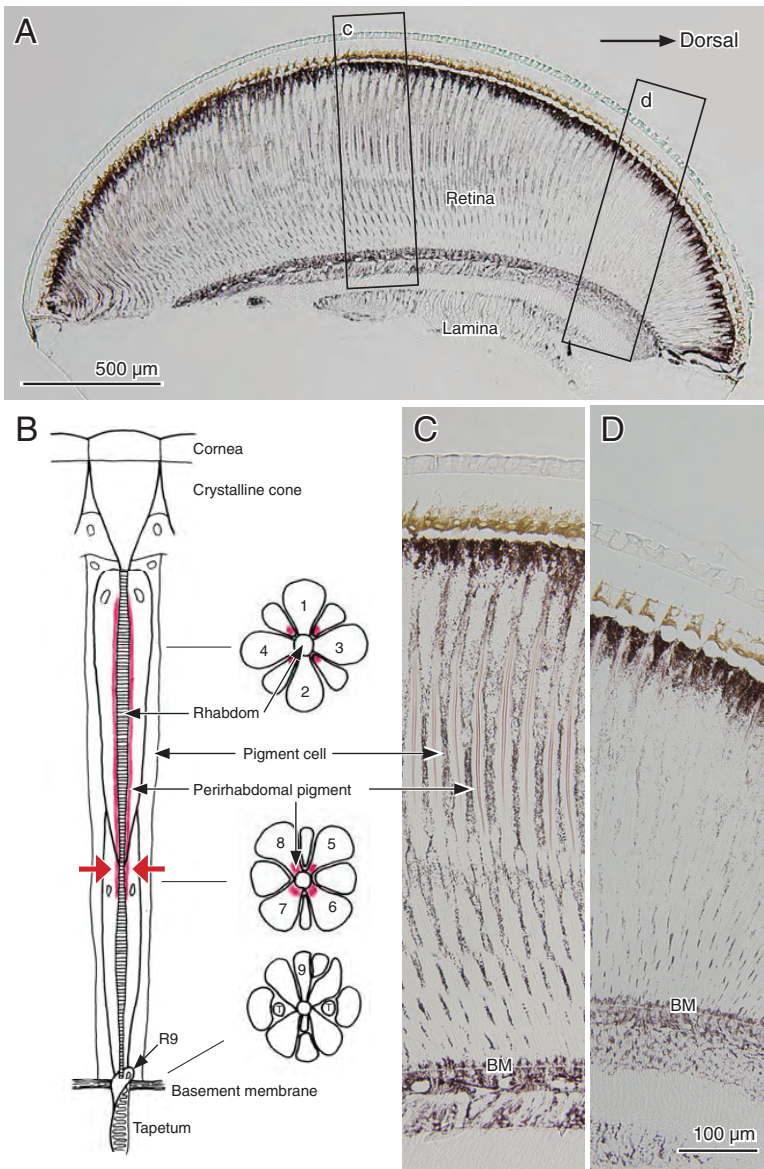 A
c
Dorsal
d
Retina
Lamina
500 µm
B
Cornea
Crystalline cone
1
4
3
2
Rhabdom
Pigment cell
Perirhabdomal pigment
8
5
7
6
9
T
T
R9
Basement membrane
Tapetum
C
BM
D
BM
100 µm